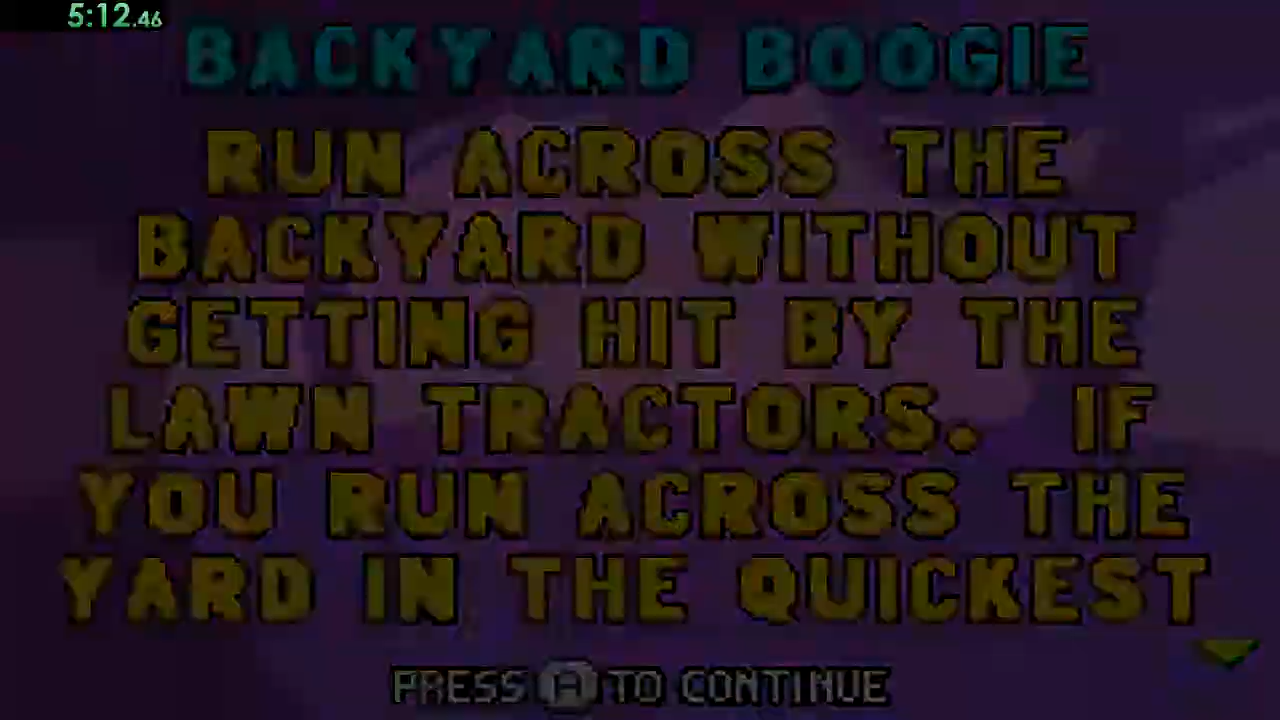 5:12.46
BACKYARD BOOGIE
RUN ACROSS THE
BACKYARD WITHOUT
GETTING HIT BY THE
LAWN TRACTORS. IF
YOU RUN ACROSS THE
YARD IN THE QUICKEST
PRESS A TO CONTINUE